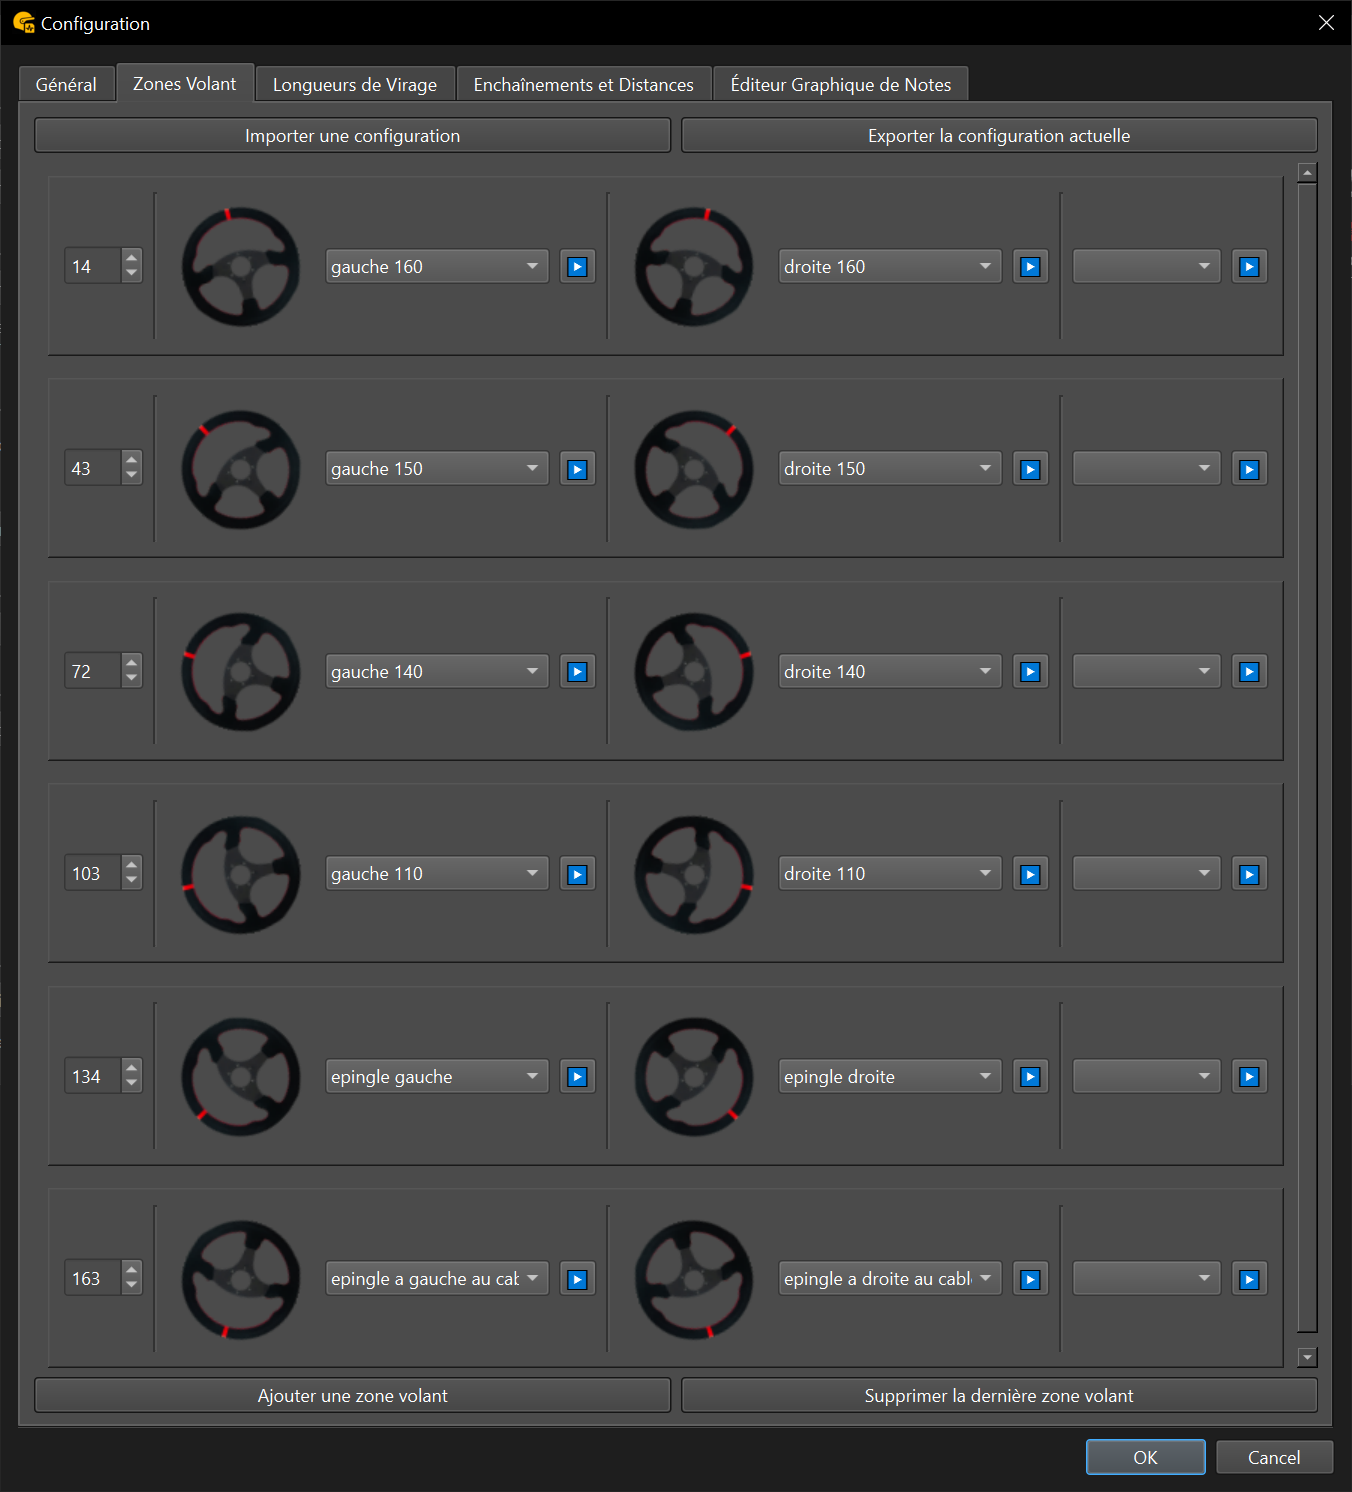 Configuration
Général
Zones Volant
Longueurs de Virage
Enchaînements et Distances
Éditeur Graphique de Notes
Importer une configuration
Exporter la configuration actuelle
14
gauche 160
droite 160
43
gauche 150
droite 150
72
gauche 140
droite 140
103
gauche 110
droite 110
134
epingle gauche
epingle droite
163
epingle a gauche au cab
epingle a droite au cabl
Ajouter une zone volant
Supprimer la dernière zone volant
OK
Cancel